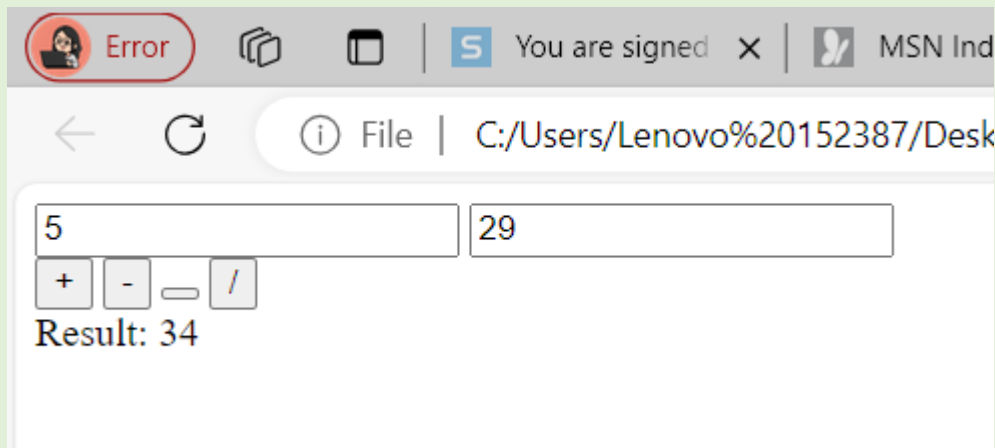 Error S You are signed MSN Ind
File | C:/Users/Lenovo%20152387/Desk
5 29
+ - /
Result: 34